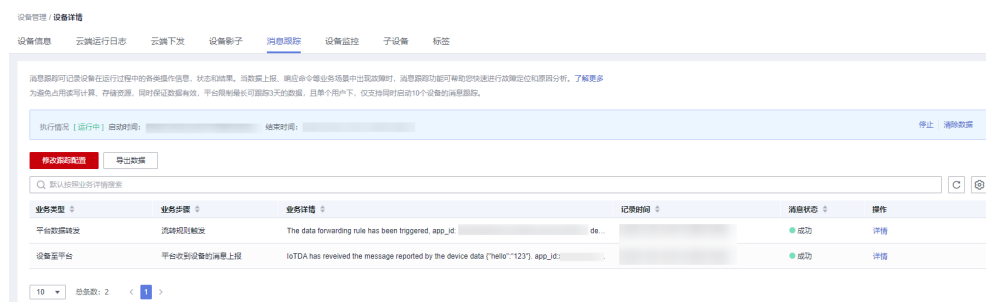 设备管理 / 设备详情
设备信息 云端运行日志 云端下发 设备影子 消息跟踪 设备监控 子设备 标签
消息跟踪可记录设备在运行过程中的各类操作信息、状态和结果。当数据上报、响应命令等业务场景中出现故障时，消息跟踪功能可帮助您快速进行故障定位和原因分析。了解更多
为避免占用读写计算、存储资源，同时保证数据有效，平台限制最长可跟踪3天的数据，且单个用户下，仅支持同时启动10个设备的消息跟踪。
执行情况 [ 运行中 ] 启动时间： 结束时间： 停止 清除数据
修改跟踪配置 导出数据
默认按照业务详情搜索
业务类型 业务步骤 业务详情 记录时间 消息状态 操作
平台数据转发 流转规则触发 The data forwarding rule has been triggered, app_id: de... 成功 详情
设备至平台 平台收到设备的消息上报 IoTDA has reveived the message reported by the device data {"hello":"123"}. app_id:: . 成功 详情
10 总条数：2 < 1 >